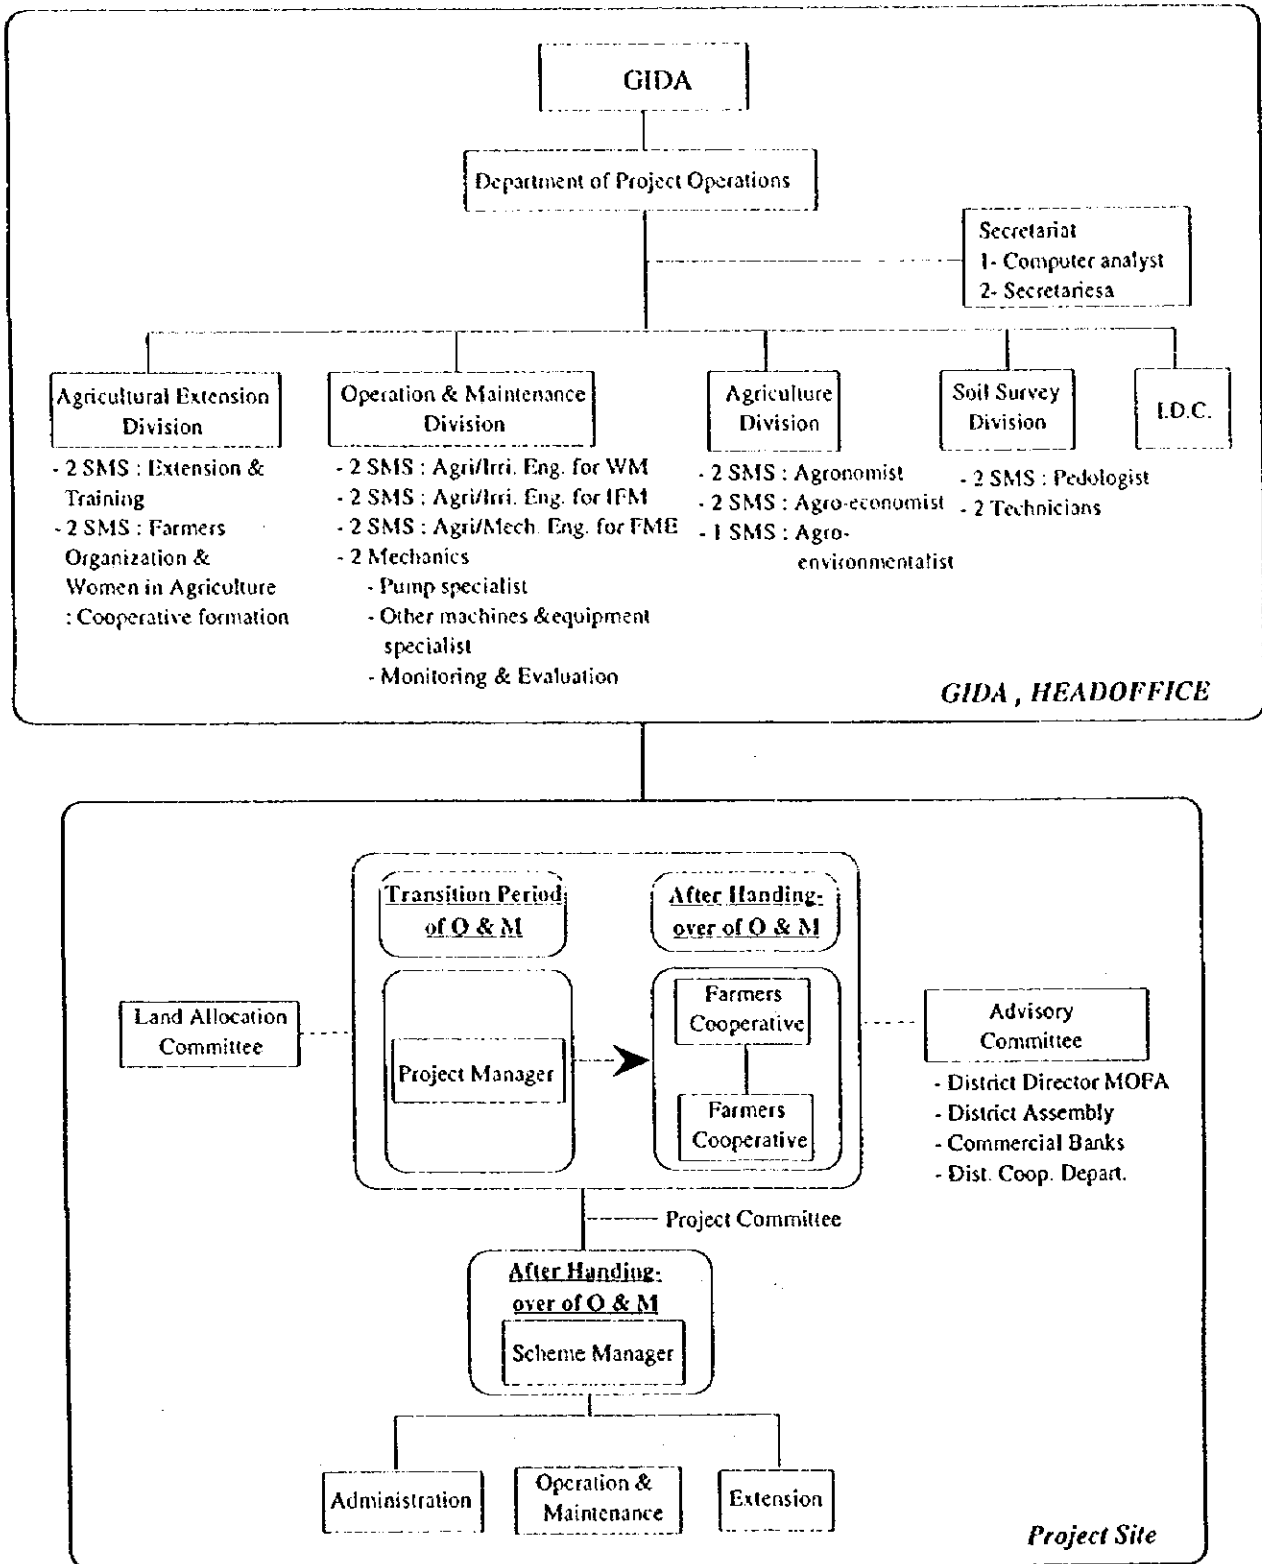 GIDA
Department of Project Operations
Secretariat
1- Computer analyst
2- Secretariesa
Agricultural Extension
Division
- 2 SMS : Extension &
Training
- 2 SMS : Farmers
Organization &
Women in Agriculture
: Cooperative formation
Operation & Maintenance
Division
- 2 SMS : Agri/Irri. Eng. for WM
- 2 SMS : Agri/Irri. Eng. for IFM
- 2 SMS : Agri/Mech. Eng. for FME
- 2 Mechanics
- Pump specialist
- Other machines &equipment
specialist
- Monitoring & Evaluation
Agriculture
Division
- 2 SMS : Agronomist
- 2 SMS : Agro-economist
- 1 SMS : Agro-
environmentalist
Soil Survey
Division
- 2 SMS : Pedologist
- 2 Technicians
I.D.C.
GIDA , HEADOFFICE
Transition Period
of O & M
After Handing-
over of O & M
Land Allocation
Committee
Project Manager
Farmers
Cooperative
Farmers
Cooperative
Advisory
Committee
- District Director MOFA
- District Assembly
- Commercial Banks
- Dist. Coop. Depart.
Project Committee
After Handing-
over of O & M
Scheme Manager
Administration
Operation &
Maintenance
Extension
Project Site